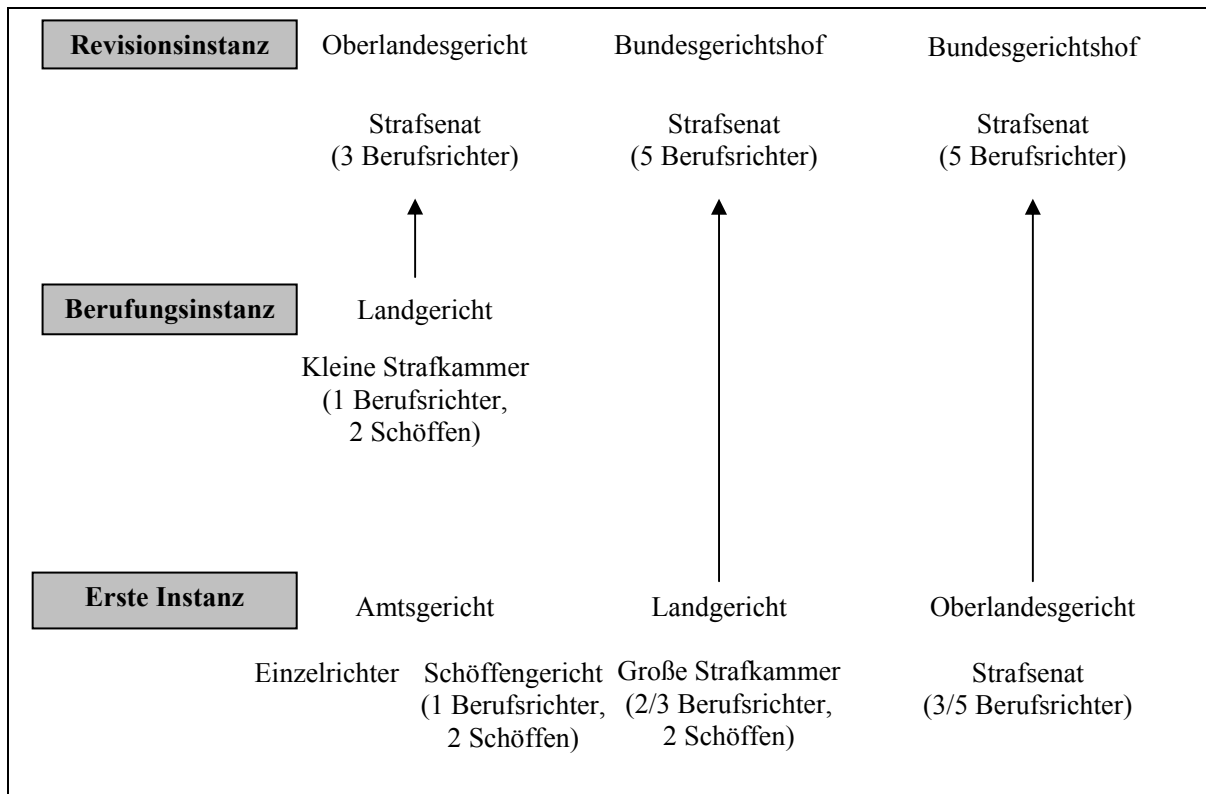 Revisionsinstanz Oberlandesgericht Bundesgerichtshof Bundesgerichtshof
Strafsenat Strafsenat Strafsenat
(3 Berufsrichter) (5 Berufsrichter) (5 Berufsrichter)
Berufungsinstanz Landgericht
Kleine Strafkammer
(1 Berufsrichter,
2 Schöffen)
Erste Instanz Amtsgericht Landgericht Oberlandesgericht
Einzelrichter Schöffengericht Große Strafkammer Strafsenat
(1 Berufsrichter, (2/3 Berufsrichter, (3/5 Berufsrichter)
2 Schöffen) 2 Schöffen)